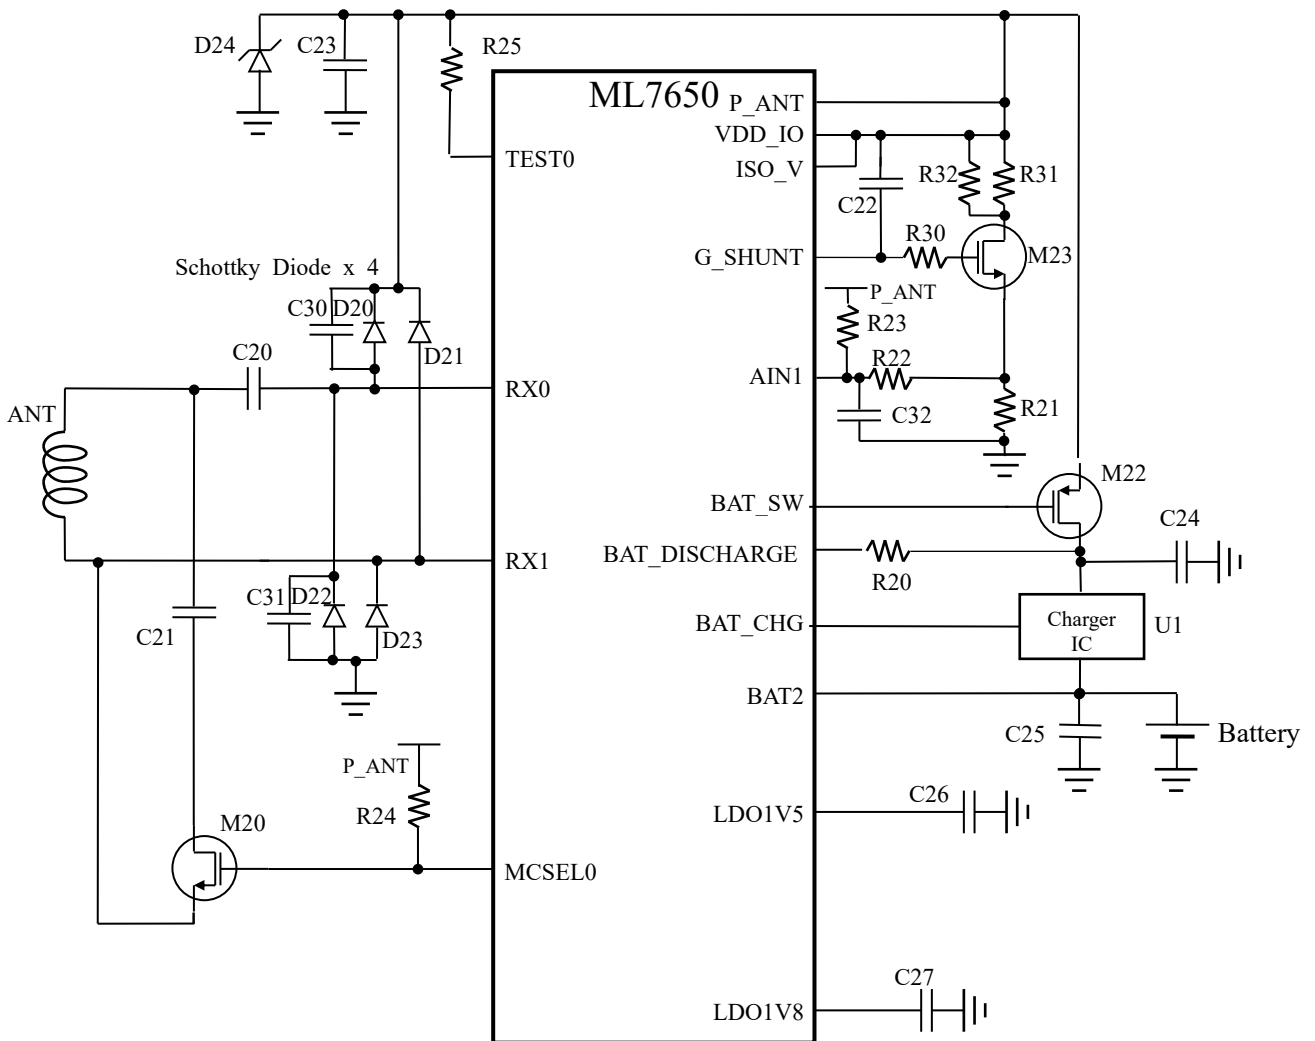 D24
C23
R25
ML7650
P_ANT
VDD_IO
TEST0
ISO_V
R32
R31
C22
R30
G_SHUNT
M23
Schottky Diode x 4
P_ANT
C30
D20
R23
D21
C20
R22
AIN1
RX0
C32
R21
ANT
M22
BAT_SW
C24
BAT_DISCHARGE
RX1
R20
C31
D22
Charger
IC
U1
BAT_CHG
C21
D23
BAT2
C25
Battery
P_ANT
C26
R24
LDO1V5
M20
MCSEL0
C27
LDO1V8